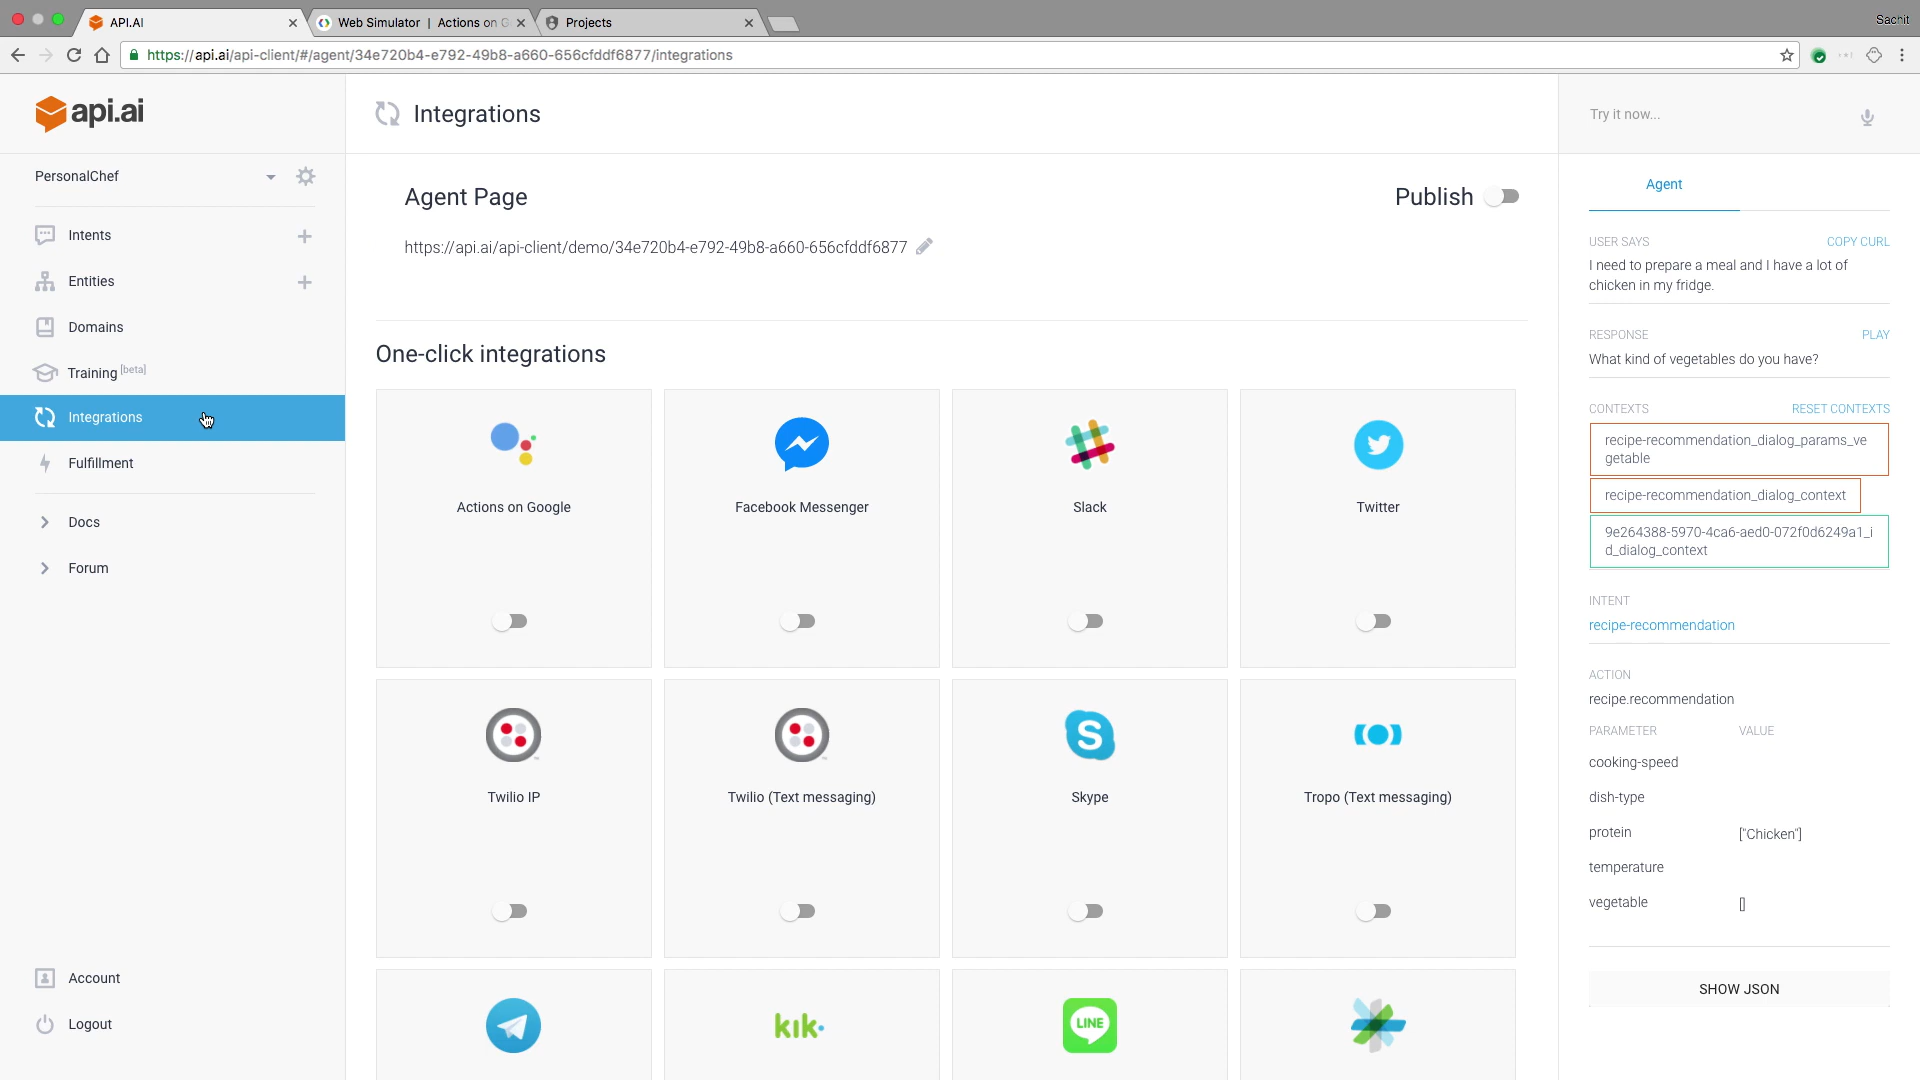 API.AI
Web Simulator | Actions on G
Projects
Sachit
https://api.ai/api-client/#/agent/34e720b4-e792-49b8-a660-656cfddf6877/integrations
api.ai
Integrations
Try it now...
PersonalChef
Intents
Entities
Domains
Training [beta]
Integrations
Fulfillment
Docs
Forum
Account
Logout
Agent Page
Publish
https://api.ai/api-client/demo/34e720b4-e792-49b8-a660-656cfddf6877
One-click integrations
Actions on Google
Facebook Messenger
Slack
Twitter
Twilio IP
Twilio (Text messaging)
Skype
Tropo (Text messaging)
kik.
LINE
Agent
USER SAYS
COPY CURL
I need to prepare a meal and I have a lot of
chicken in my fridge.
RESPONSE
PLAY
What kind of vegetables do you have?
CONTEXTS
RESET CONTEXTS
recipe-recommendation_dialog_params_ve
getable
recipe-recommendation_dialog_context
9e264388-5970-4ca6-aed0-072f0d6249a1_i
d_dialog_context
INTENT
recipe-recommendation
ACTION
recipe.recommendation
PARAMETER
VALUE
cooking-speed
dish-type
protein
["Chicken"]
temperature
vegetable
[]
SHOW JSON